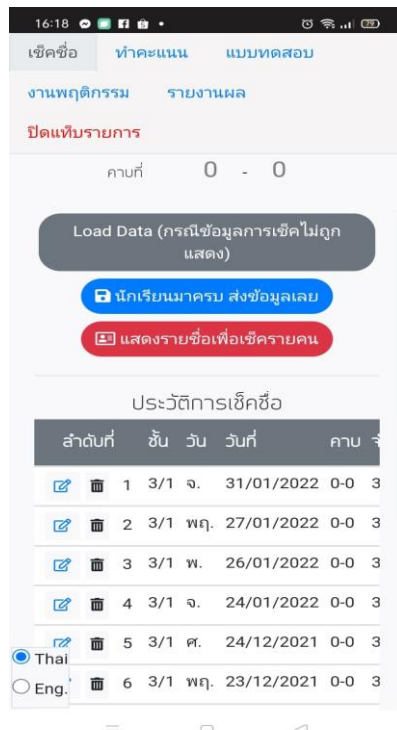 16:18 79
เช็คชื่อ ทำคะแนน แบบทดสอบ
งานพฤติกรรม รายงานผล
ปิดแท็บรายการ
คาบที่ 0 - 0
Load Data (กรณีข้อมูลการเช็คไม่ถูก
แสดง)
นักเรียนมาครบ ส่งข้อมูลเลย
แสดงรายชื่อเพื่อเช็ครายคน
ประวัติการเช็คชื่อ
ลำดับที่ ชั้น วัน วันที่ คาบ
1 3/1 จ. 31/01/2022 0-0 3
2 3/1 พฤ. 27/01/2022 0-0 3
3 3/1 พ. 26/01/2022 0-0 3
4 3/1 จ. 24/01/2022 0-0 3
5 3/1 ศ. 24/12/2021 0-0 3
Thai
6 3/1 พฤ. 23/12/2021 0-0 3
Eng.